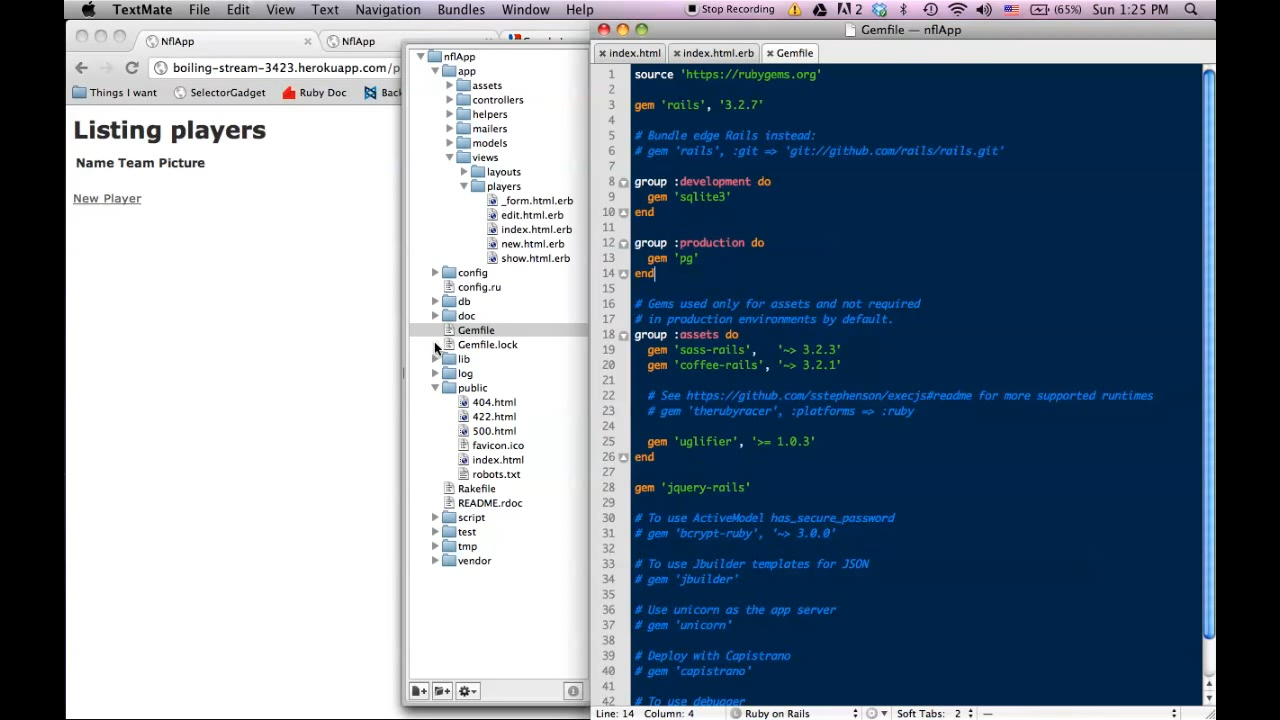 TextMate File Edit View Text Navigation Bundles Window Help Stop Recording 2 (65%) Sun 1:25 PM
NflApp
NflApp
boiling-stream-3423.herokuapp.com/p
Things I want SelectorGadget Ruby Doc Back
Listing players
Name Team Picture
New Player
nflApp
app
assets
controllers
helpers
mailers
models
views
layouts
players
_form.html.erb
edit.html.erb
index.html.erb
new.html.erb
show.html.erb
config
config.ru
db
doc
Gemfile
Gemfile.lock
lib
log
public
404.html
422.html
500.html
favicon.ico
index.html
robots.txt
Rakefile
README.rdoc
script
test
tmp
vendor
Gemfile — nflApp
index.html index.html.erb Gemfile
1 source 'https://rubygems.org'
2
3 gem 'rails', '3.2.7'
4
5 # Bundle edge Rails instead:
6 # gem 'rails', :git => 'git://github.com/rails/rails.git'
7
8 group :development do
9 gem 'sqlite3'
10 end
11
12 group :production do
13 gem 'pg'
14 end
15
16 # Gems used only for assets and not required
17 # in production environments by default.
18 group :assets do
19 gem 'sass-rails', '~> 3.2.3'
20 gem 'coffee-rails', '~> 3.2.1'
21
22 # See https://github.com/sstephenson/execjs#readme for more supported runtimes
23 # gem 'therubyracer', :platforms => :ruby
24
25 gem 'uglifier', '>= 1.0.3'
26 end
27
28 gem 'jquery-rails'
29
30 # To use ActiveModel has_secure_password
31 # gem 'bcrypt-ruby', '~> 3.0.0'
32
33 # To use Jbuilder templates for JSON
34 # gem 'jbuilder'
35
36 # Use unicorn as the app server
37 # gem 'unicorn'
38
39 # Deploy with Capistrano
40 # gem 'capistrano'
41
42 # To use debugger
Line: 14 Column: 4 Ruby on Rails Soft Tabs: 2 —